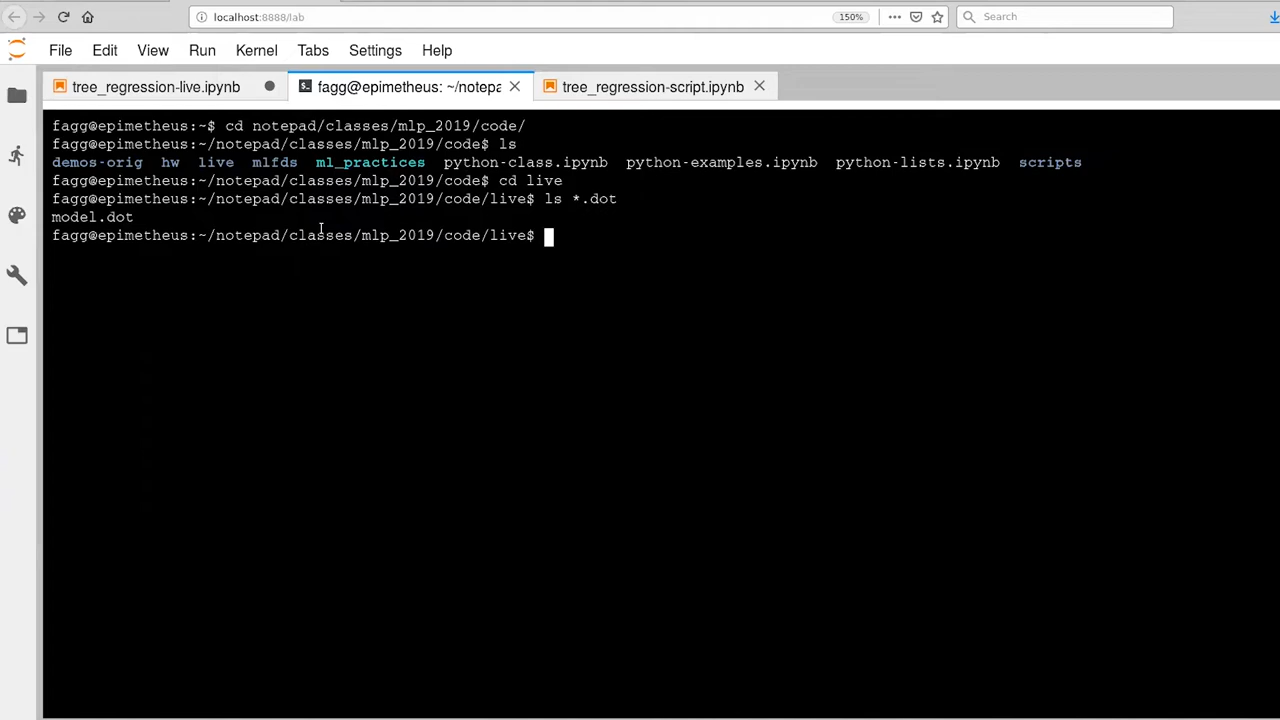 localhost:8888/lab
150%
Search
File Edit View Run Kernel Tabs Settings Help
tree_regression-live.ipynb
fagg@epimetheus: ~/notepa
tree_regression-script.ipynb
fagg@epimetheus:~$ cd notepad/classes/mlp_2019/code/
fagg@epimetheus:~/notepad/classes/mlp_2019/code$ ls
demos-orig hw live mlfds ml_practices python-class.ipynb python-examples.ipynb python-lists.ipynb scripts
fagg@epimetheus:~/notepad/classes/mlp_2019/code$ cd live
fagg@epimetheus:~/notepad/classes/mlp_2019/code/live$ ls *.dot
model.dot
fagg@epimetheus:~/notepad/classes/mlp_2019/code/live$